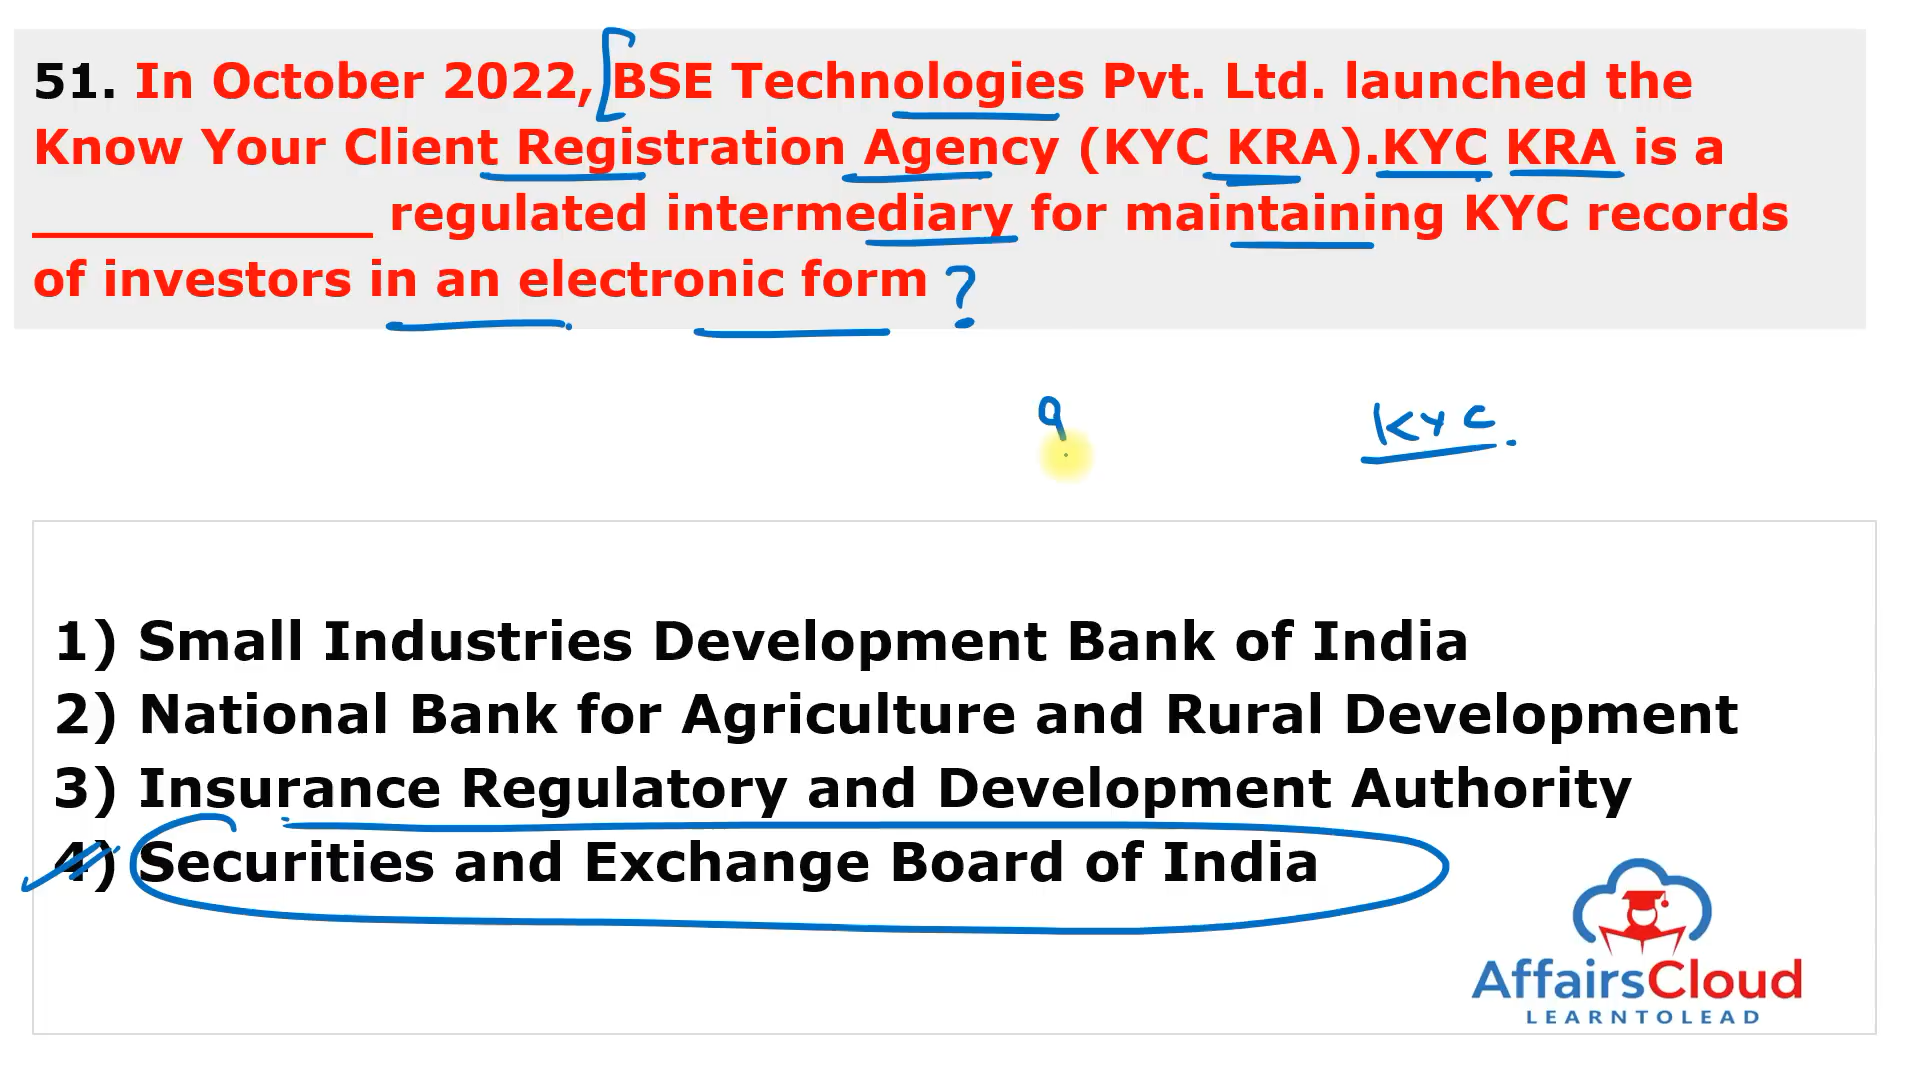 51. In October 2022, BSE Technologies Pvt. Ltd. launched the
Know Your Client Registration Agency (KYC KRA).KYC KRA is a
______________ regulated intermediary for maintaining KYC records
of investors in an electronic form ?
KYC
1) Small Industries Development Bank of India
2) National Bank for Agriculture and Rural Development
3) Insurance Regulatory and Development Authority
4) Securities and Exchange Board of India
AffairsCloud
LEARNTOLEAD